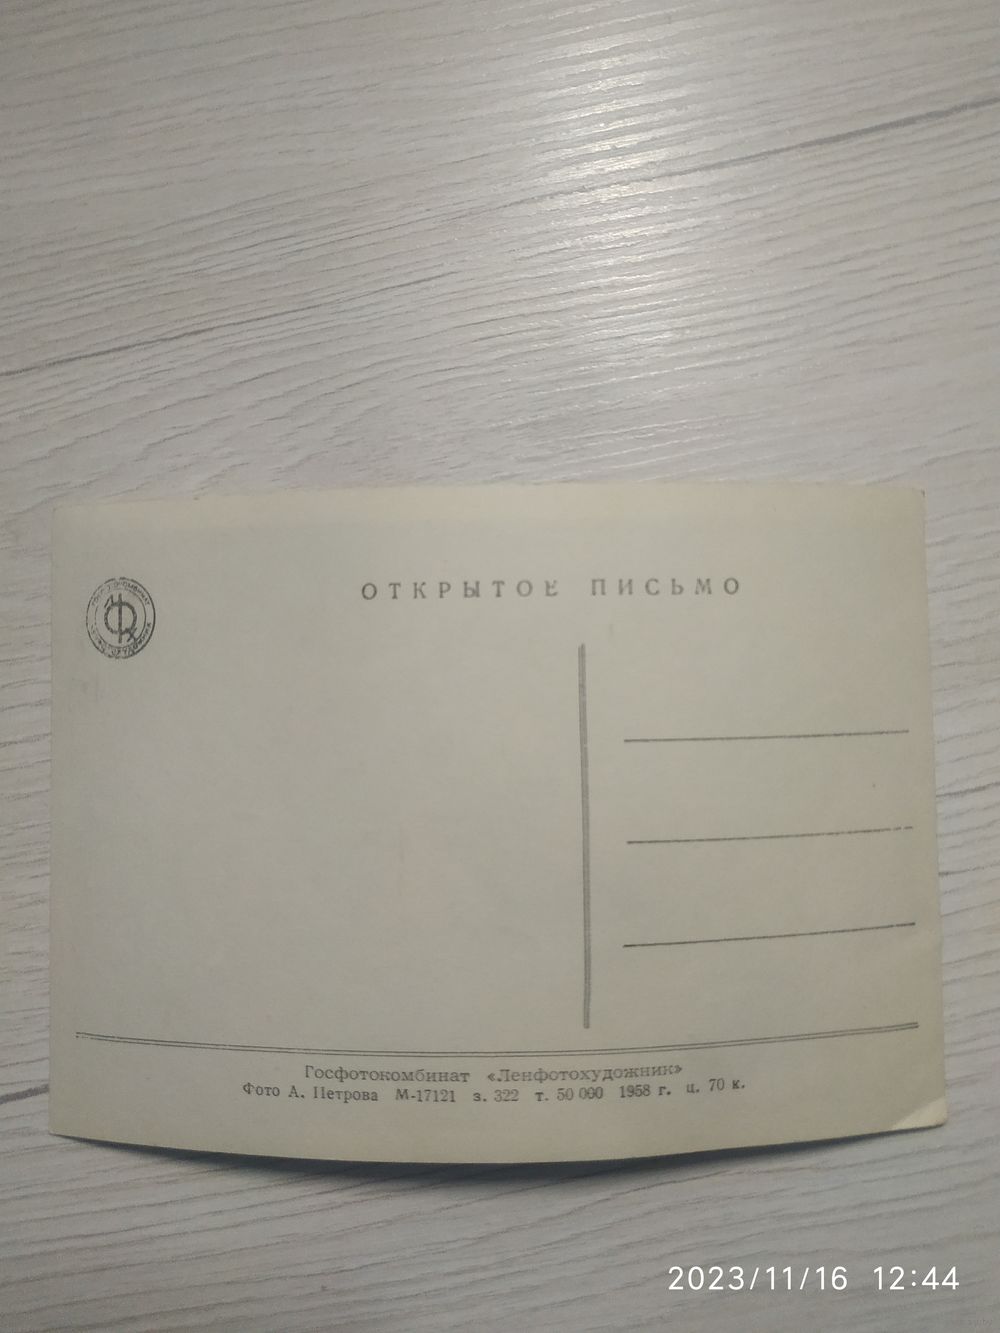 ОТКРЫТОЕ ПИСЬМО
Госфотокомбинат «Ленфотохудожник»
Фото А. Петрова М-17121 з. 322 т. 50 000 1958 г. ц. 70 к.
2023/11/16 12:44